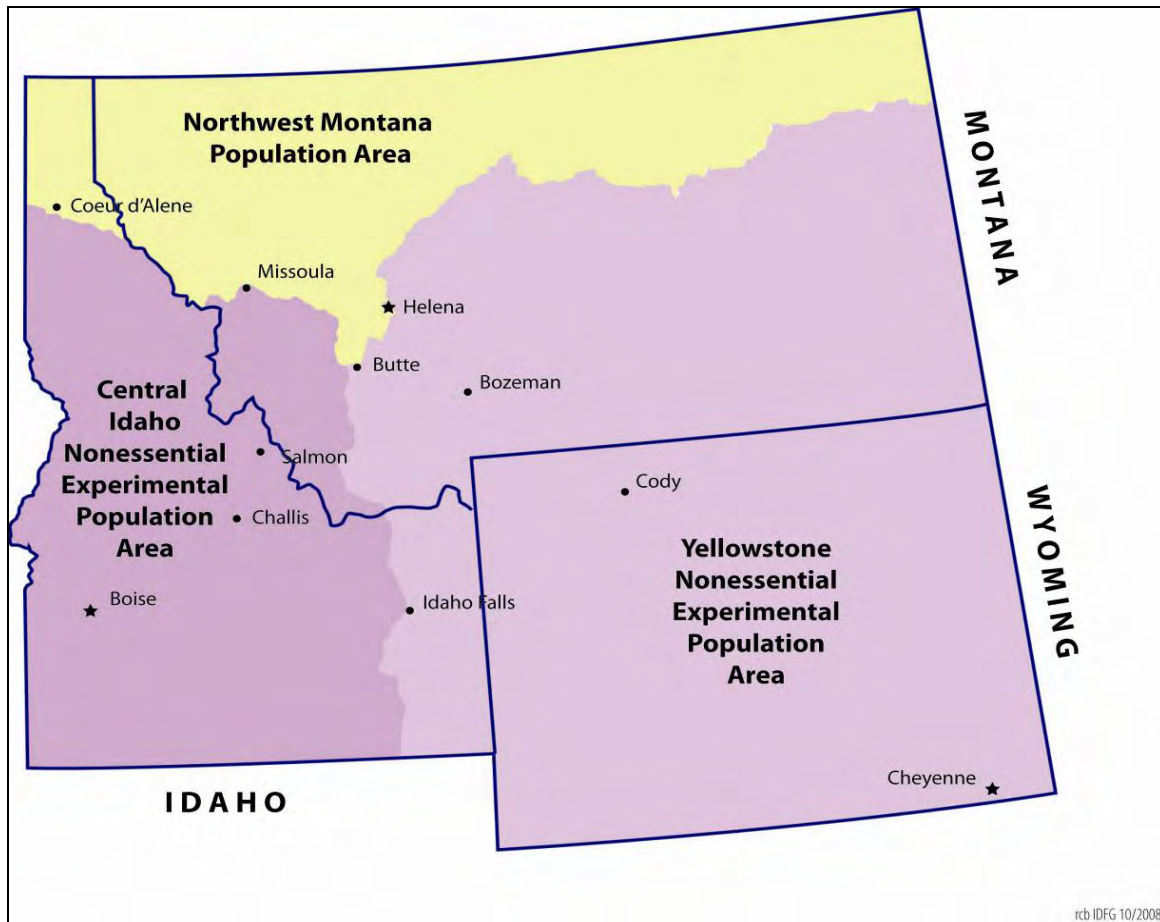 Northwest Montana
Population Area
MONTANA
Coeur d'Alene
Missoula
Helena
Butte
Bozeman
Central
Idaho
Nonessential
Experimental
Population
Area
Salmon
Challis
Boise
Idaho Falls
Cody
Yellowstone
Nonessential
Experimental
Population
Area
WYOMING
Cheyenne
IDAHO
rcb IDFG 10/2008